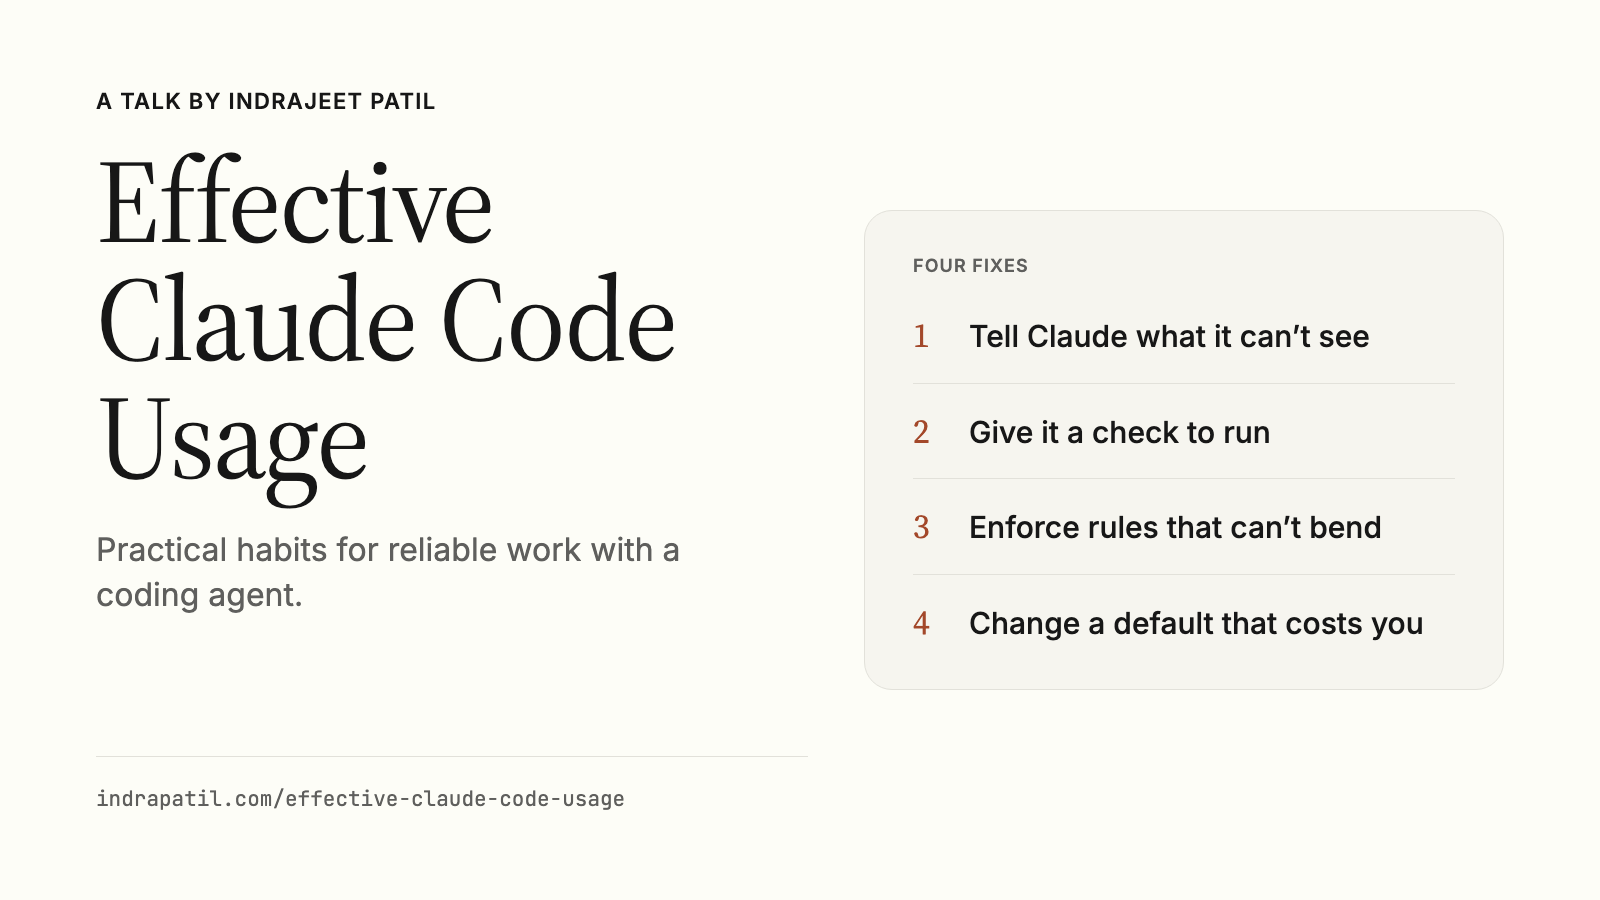 A TALK BY INDRAJEET PATIL
Effective
Claude Code
Usage
Practical habits for reliable work with a
coding agent.
indrapatil.com/effective-claude-code-usage
FOUR FIXES
1 Tell Claude what it can’t see
2 Give it a check to run
3 Enforce rules that can’t bend
4 Change a default that costs you